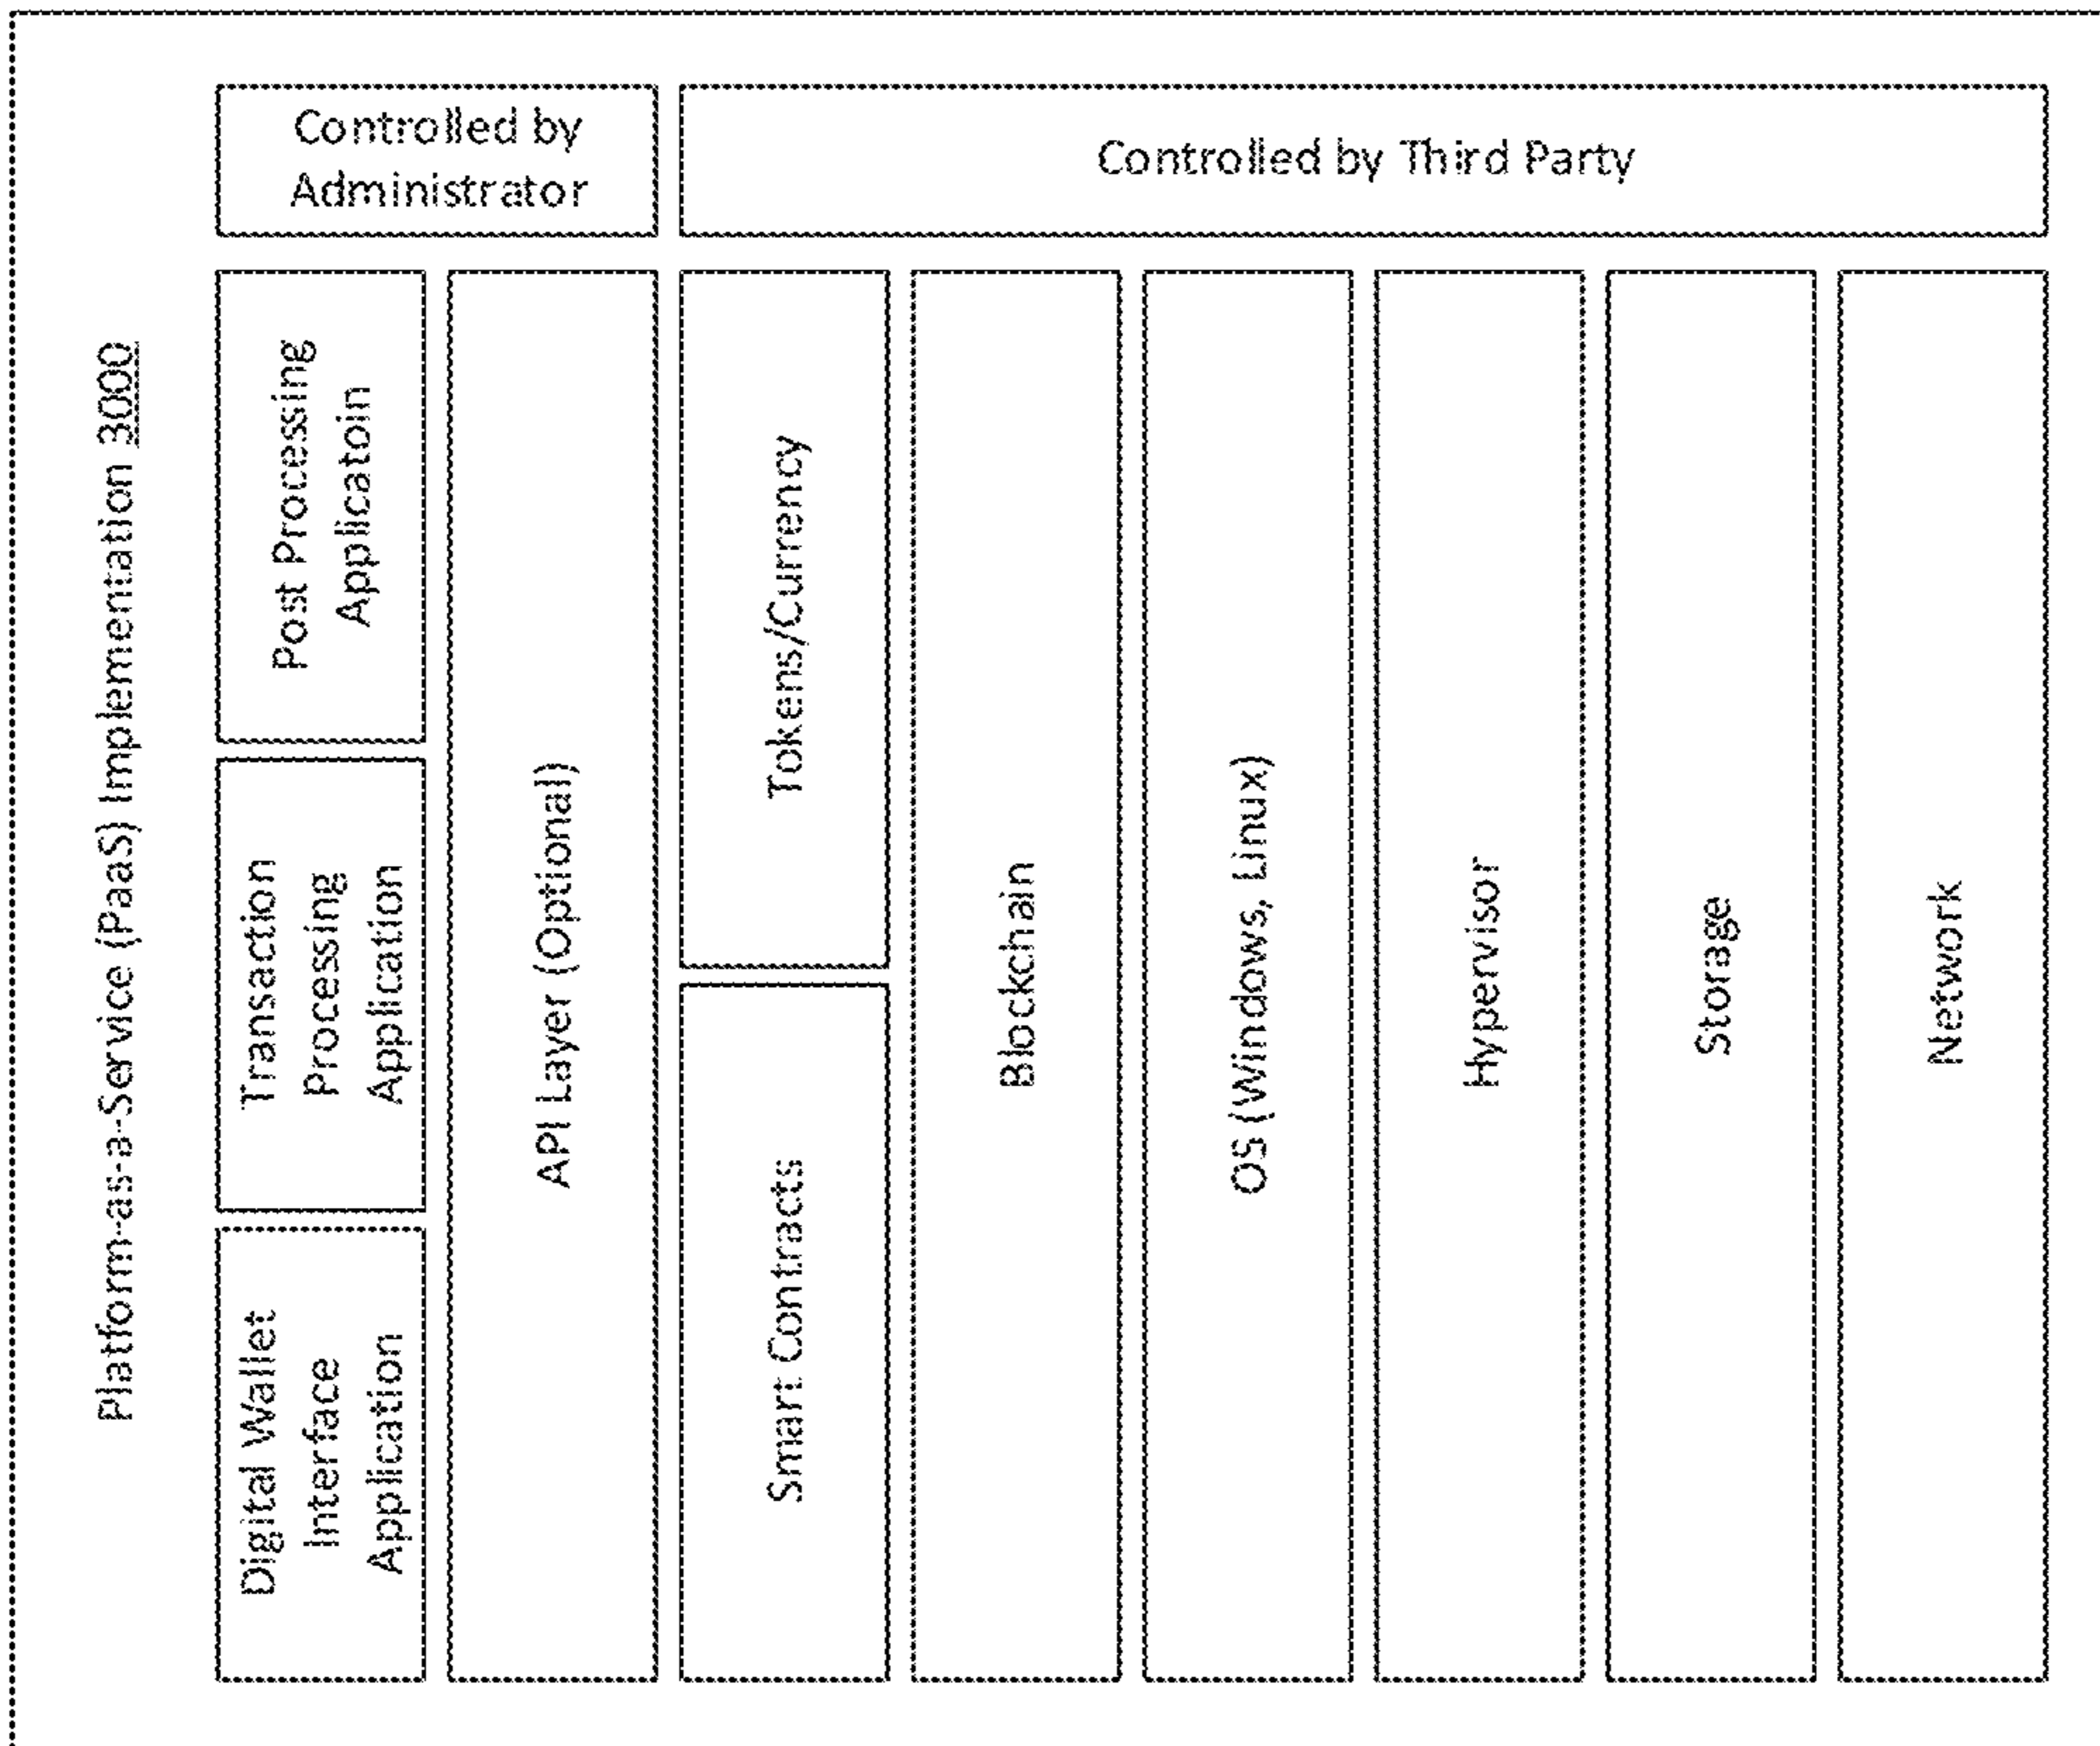 Platform-as-a-Service (PaaS) Implementation 3000
Controlled by
Administrator
Controlled by Third Party
Digital Wallet
Interface
Application
Transaction
Processing
Application
Post Processing
Applicatoin
API Layer (Optional)
Smart Contracts
Tokens/Currency
Blockchain
OS (Windows, Linux)
Hypervisor
Storage
Network